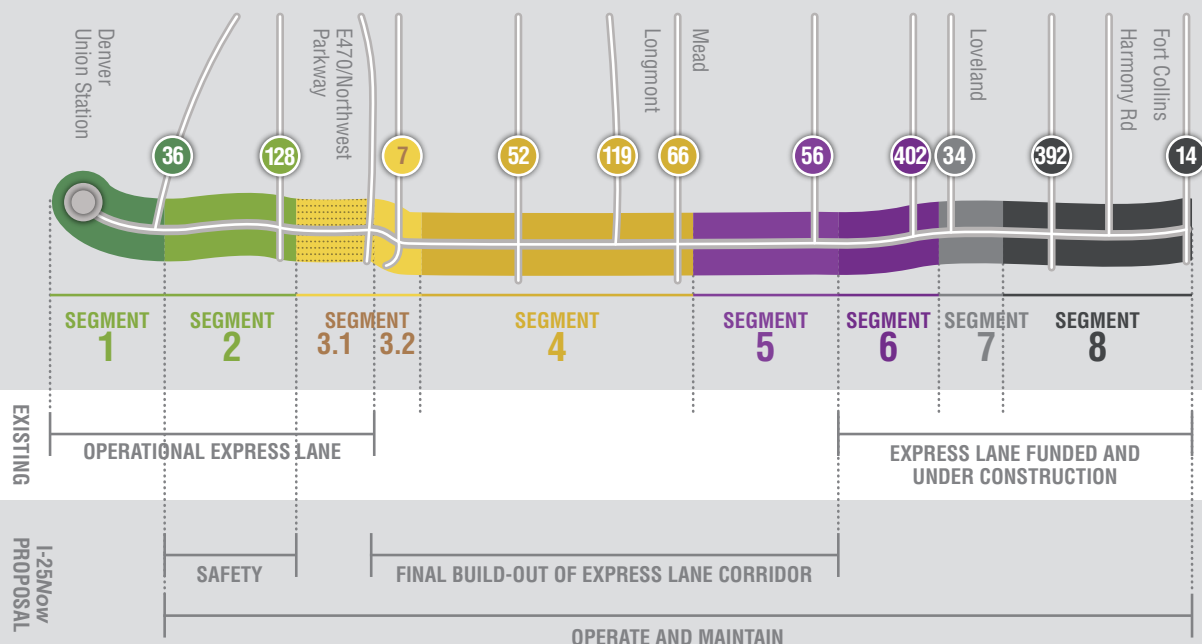 Denver
Union Station
E470/Northwest
Parkway
Longmont
Mead
Loveland
Fort Collins
Harmony Rd
36
128
7
52
119
66
56
402
34
392
14
SEGMENT
1
SEGMENT
2
SEGMENT
3.1
3.2
SEGMENT
4
SEGMENT
5
SEGMENT
6
SEGMENT
7
SEGMENT
8
EXISTING
OPERATIONAL EXPRESS LANE
EXPRESS LANE FUNDED AND
UNDER CONSTRUCTION
I-25Now
PROPOSAL
SAFETY
FINAL BUILD-OUT OF EXPRESS LANE CORRIDOR
OPERATE AND MAINTAIN